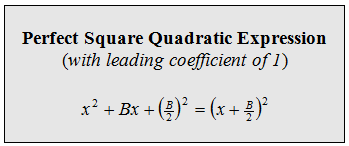 Perfect Square Quadratic Expression
(with leading coefficient of 1)
x² + Bx + (B/2)² = (x + B/2)²